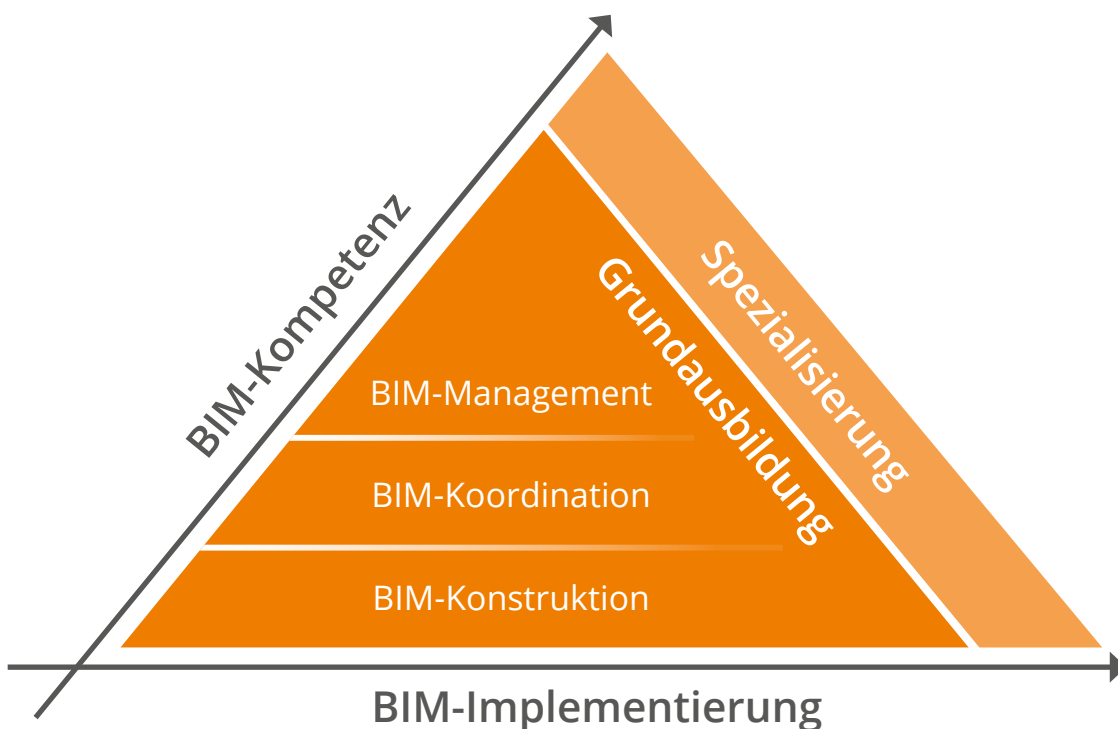 BIM-Kompetenz
Spezialisierung
Grundausbildung
BIM-Management
BIM-Koordination
BIM-Konstruktion
BIM-Implementierung